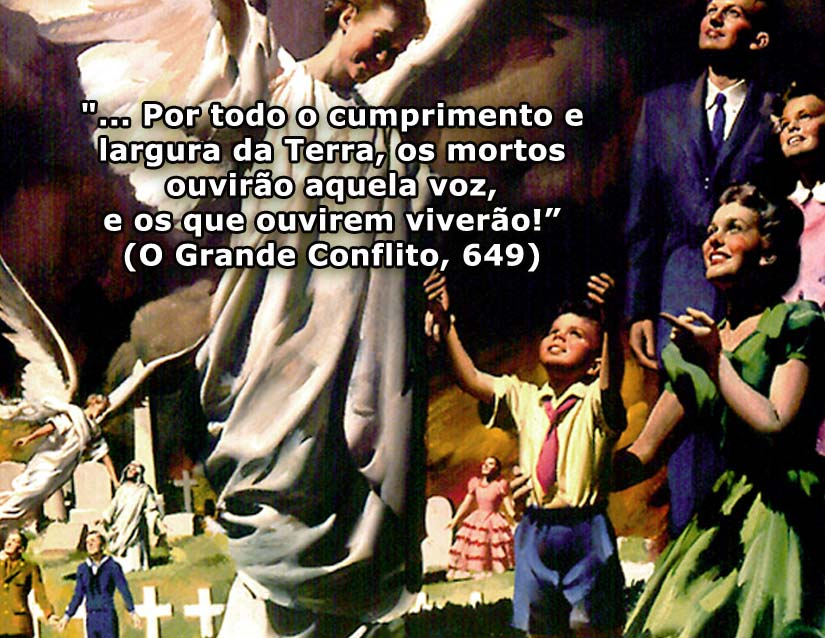 "... Por todo o cumprimento e
largura da Terra, os mortos
ouvirão aquela voz,
e os que ouvirem viverão!”
(O Grande Conflito, 649)